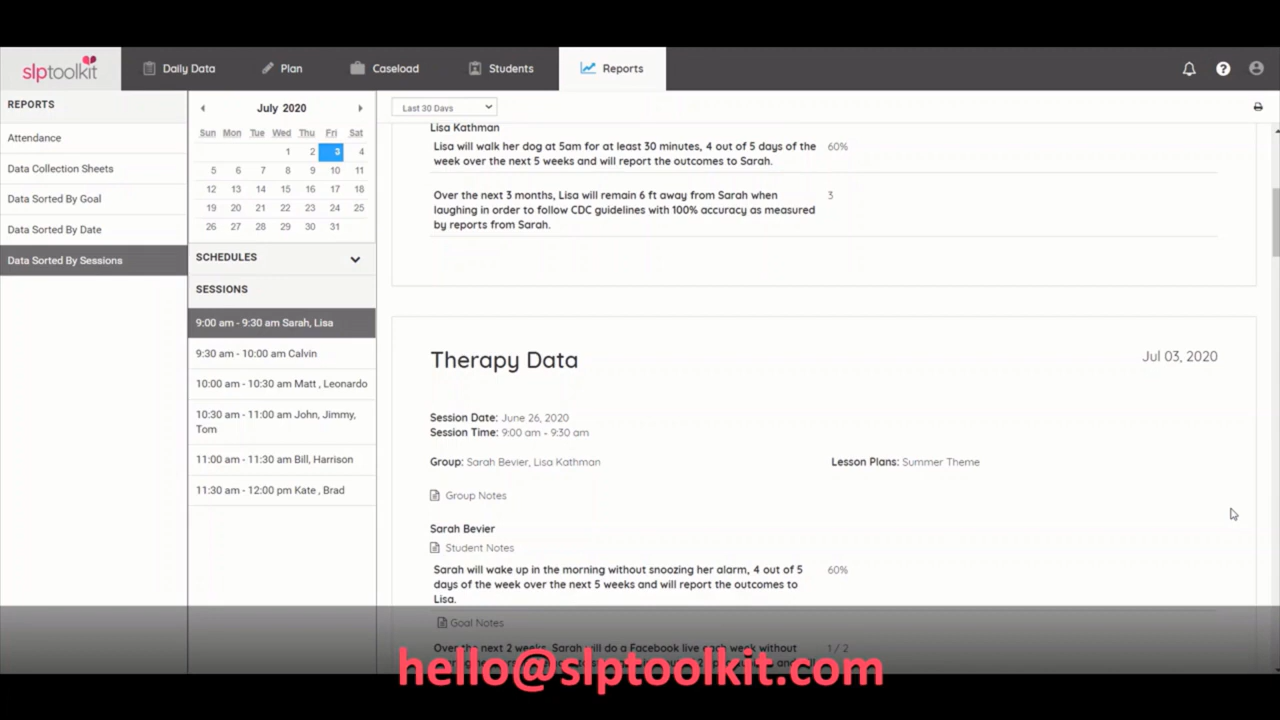 slptoolkit
Daily Data
Plan
Caseload
Students
Reports
REPORTS
Attendance
Data Collection Sheets
Data Sorted By Goal
Data Sorted By Date
Data Sorted By Sessions
July 2020
Sun Mon Tue Wed Thu Fri Sat
1 2 3 4
5 6 7 8 9 10 11
12 13 14 15 16 17 18
19 20 21 22 23 24 25
26 27 28 29 30 31
SCHEDULES
SESSIONS
9:00 am - 9:30 am Sarah, Lisa
9:30 am - 10:00 am Calvin
10:00 am - 10:30 am Matt , Leonardo
10:30 am - 11:00 am John, Jimmy,
Tom
11:00 am - 11:30 am Bill, Harrison
11:30 am - 12:00 pm Kate , Brad
Last 30 Days
Lisa Kathman
Lisa will walk her dog at 5am for at least 30 minutes, 4 out of 5 days of the 60%
week over the next 5 weeks and will report the outcomes to Sarah.
Over the next 3 months, Lisa will remain 6 ft away from Sarah when 3
laughing in order to follow CDC guidelines with 100% accuracy as measured
by reports from Sarah.
Therapy Data
Jul 03, 2020
Session Date: June 26, 2020
Session Time: 9:00 am - 9:30 am
Group: Sarah Bevier, Lisa Kathman
Lesson Plans: Summer Theme
Group Notes
Sarah Bevier
Student Notes
Sarah will wake up in the morning without snoozing her alarm, 4 out of 5 60%
days of the week over the next 5 weeks and will report the outcomes to
Lisa.
Goal Notes
Over the next 2 weeks, Sarah will do a Facebook live each week without 1 / 2
hello@slptoolkit.com